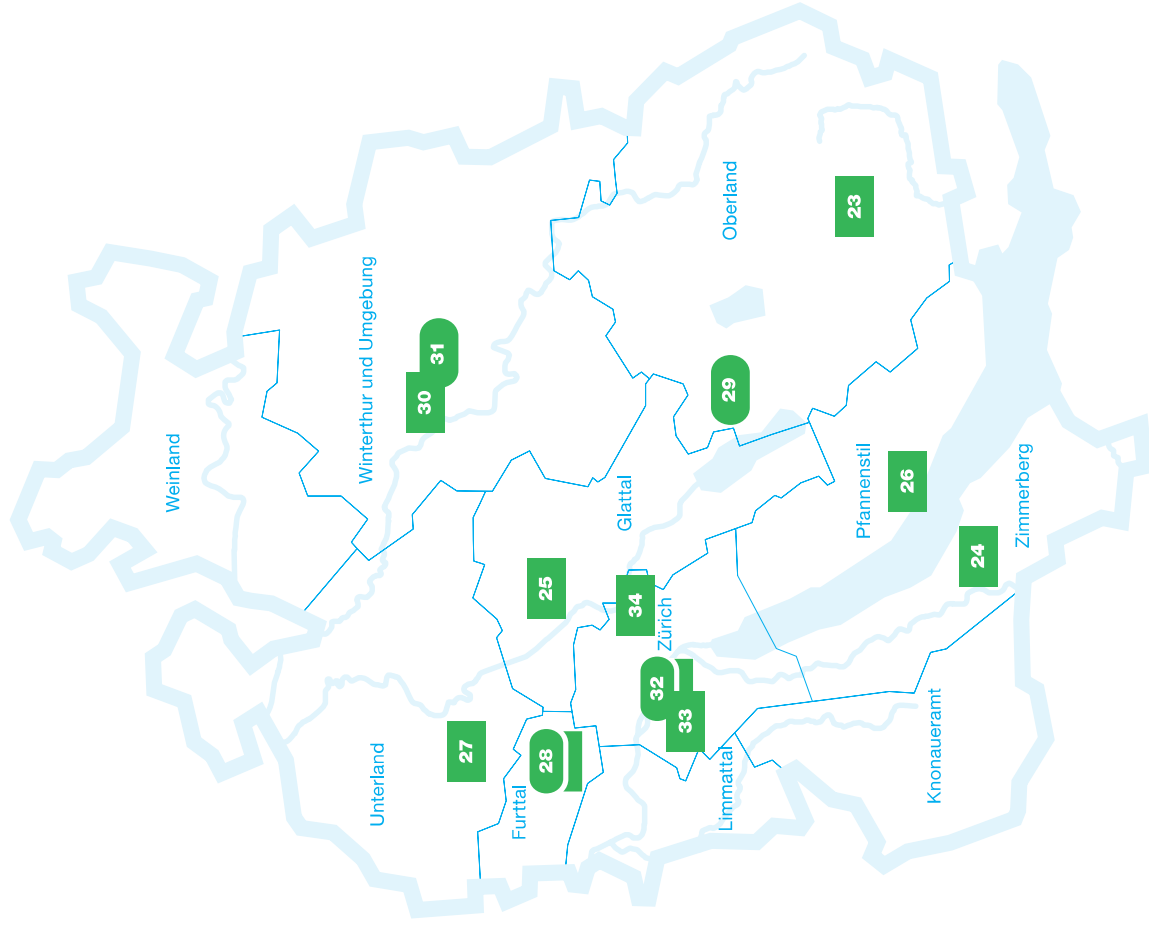 Weinland
Winterthur und Umgebung
Unterland
30
31
27
Furttal
28
25
Glattal
34
32
Zürich
33
Limmattal
29
Oberland
23
Pfannenstil
26
Knonaueramt
24
Zimmerberg